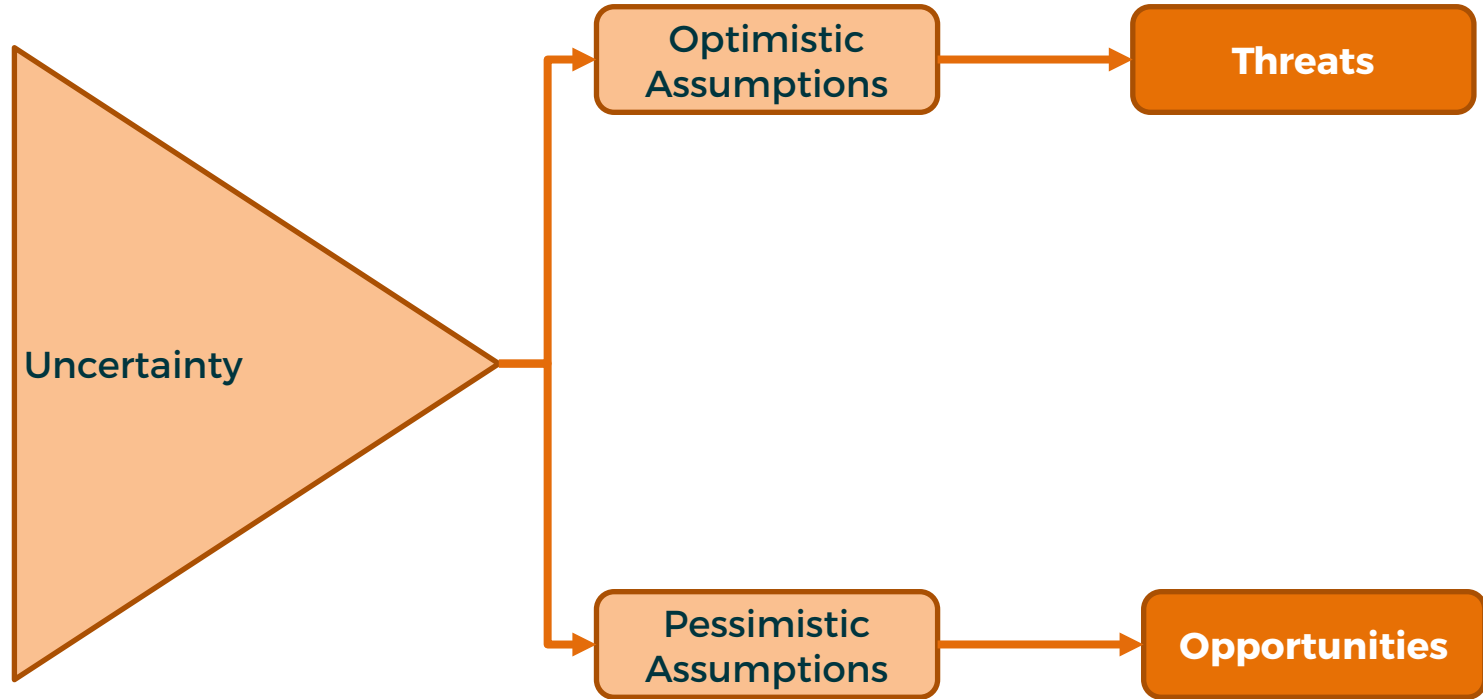 Optimistic
Assumptions
Threats
Uncertainty
Pessimistic
Assumptions
Opportunities